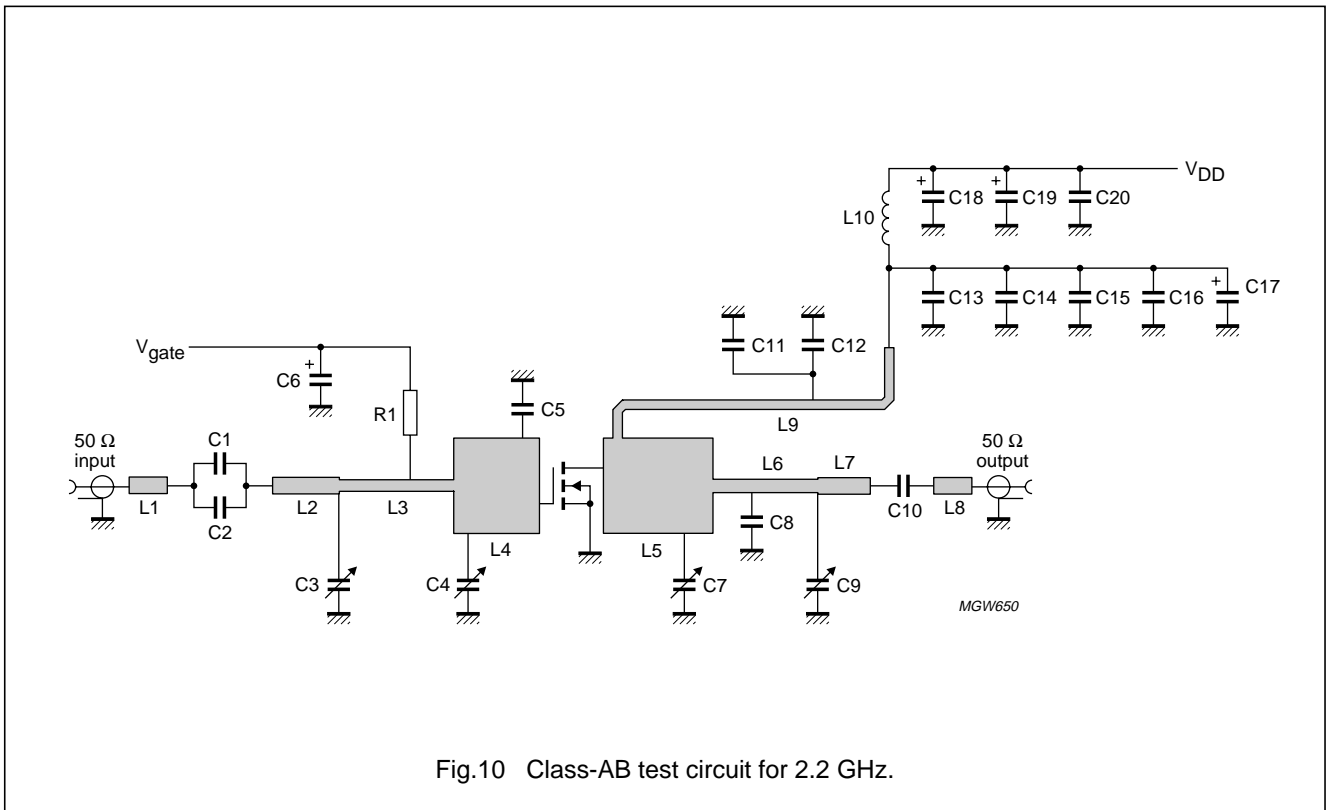 V_DD
C18
C19
C20
L10
C13
C14
C15
C16
C17
C11
C12
V_gate
C6
R1
C5
L9
50 Ω
input
C1
C2
L1
L2
L3
L4
L5
L6
L7
C10
L8
50 Ω
output
C8
C3
C4
C7
C9
MGW650
Fig.10 Class-AB test circuit for 2.2 GHz.